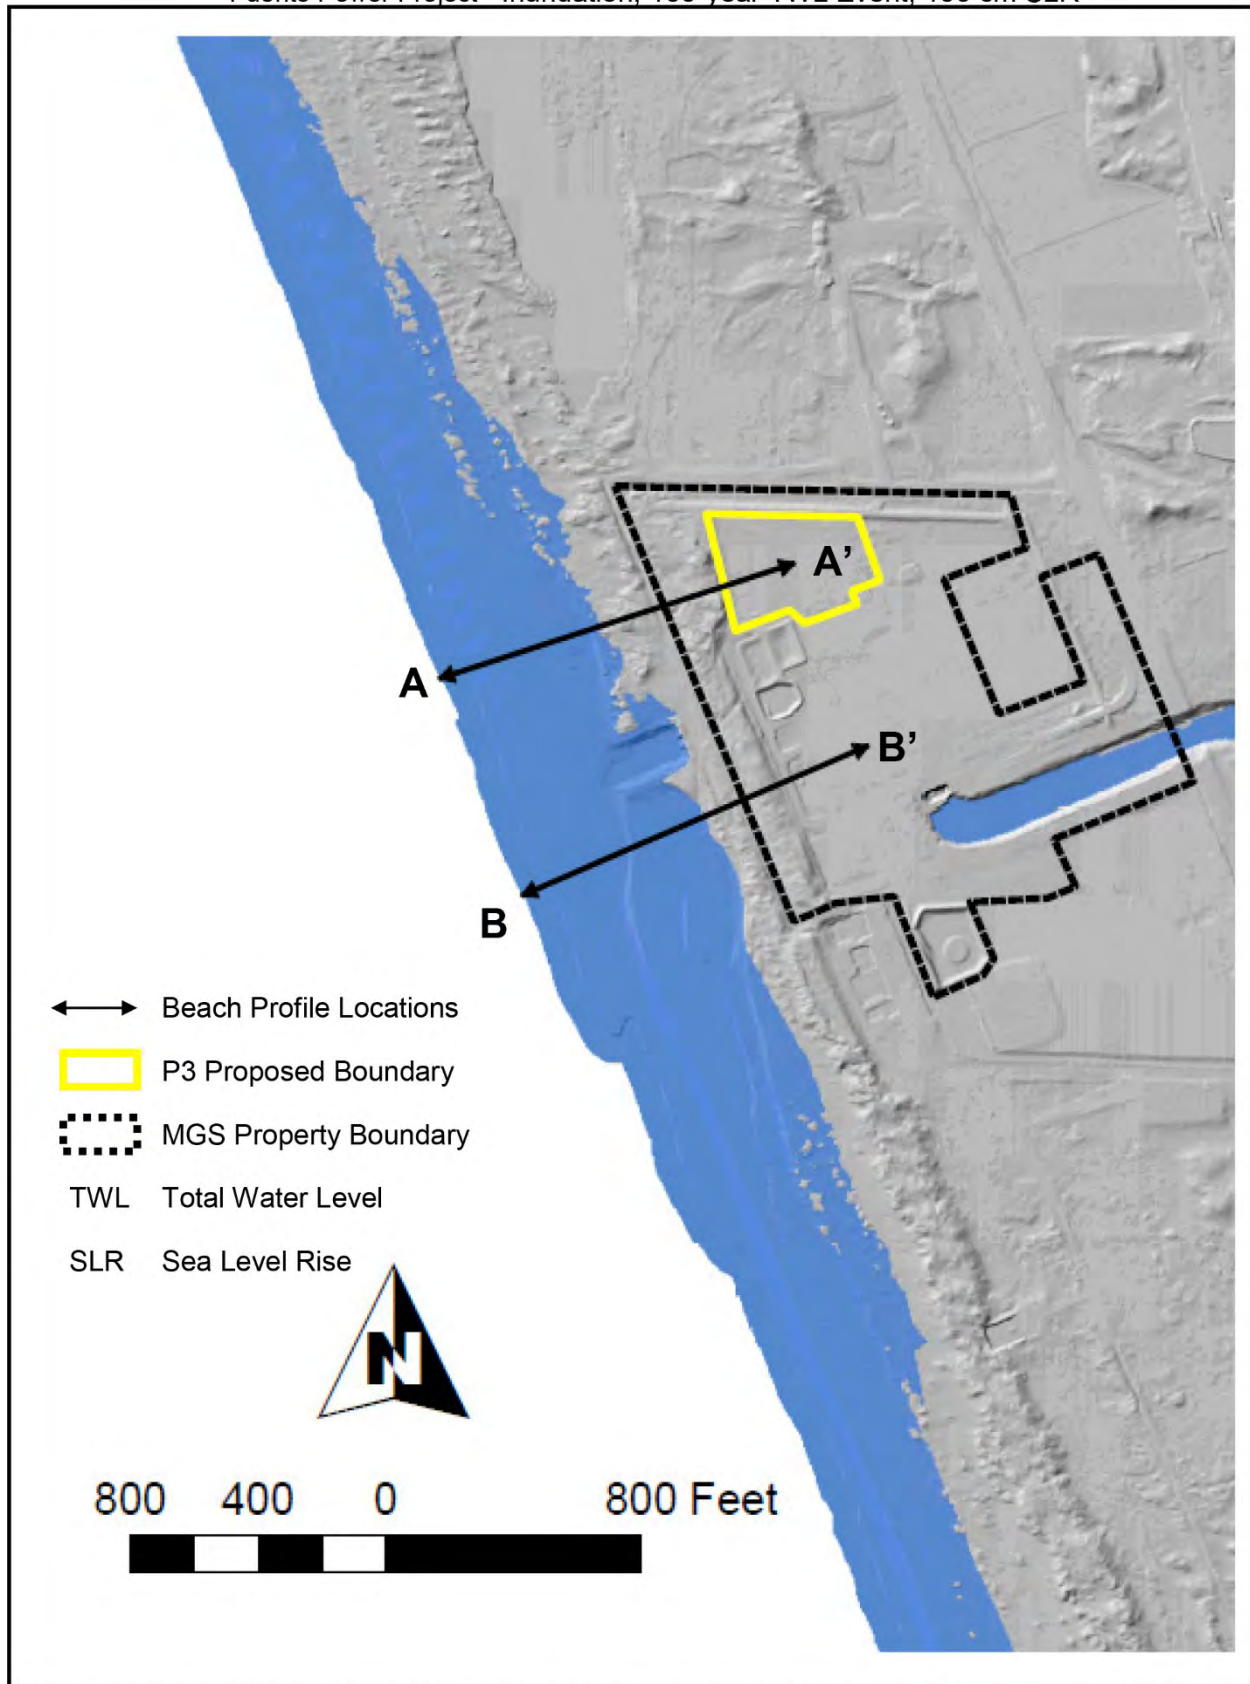 A'
A
B'
B
Beach Profile Locations
P3 Proposed Boundary
MGS Property Boundary
TWL Total Water Level
SLR Sea Level Rise
N
800 400 0 800 Feet